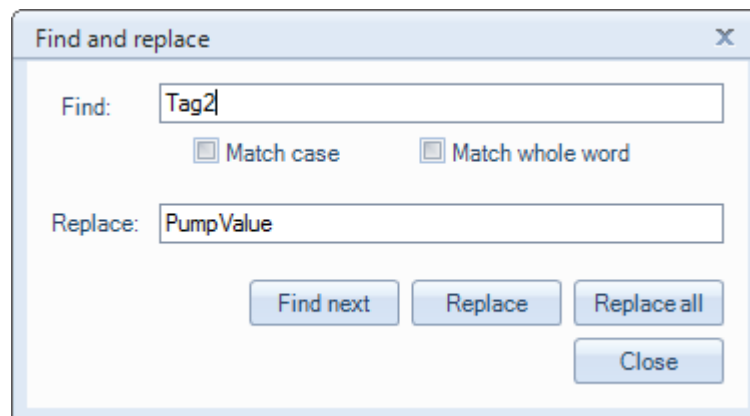 Find and replace
Find: Tag2
Match case Match whole word
Replace: PumpValue
Find next Replace Replace all
Close